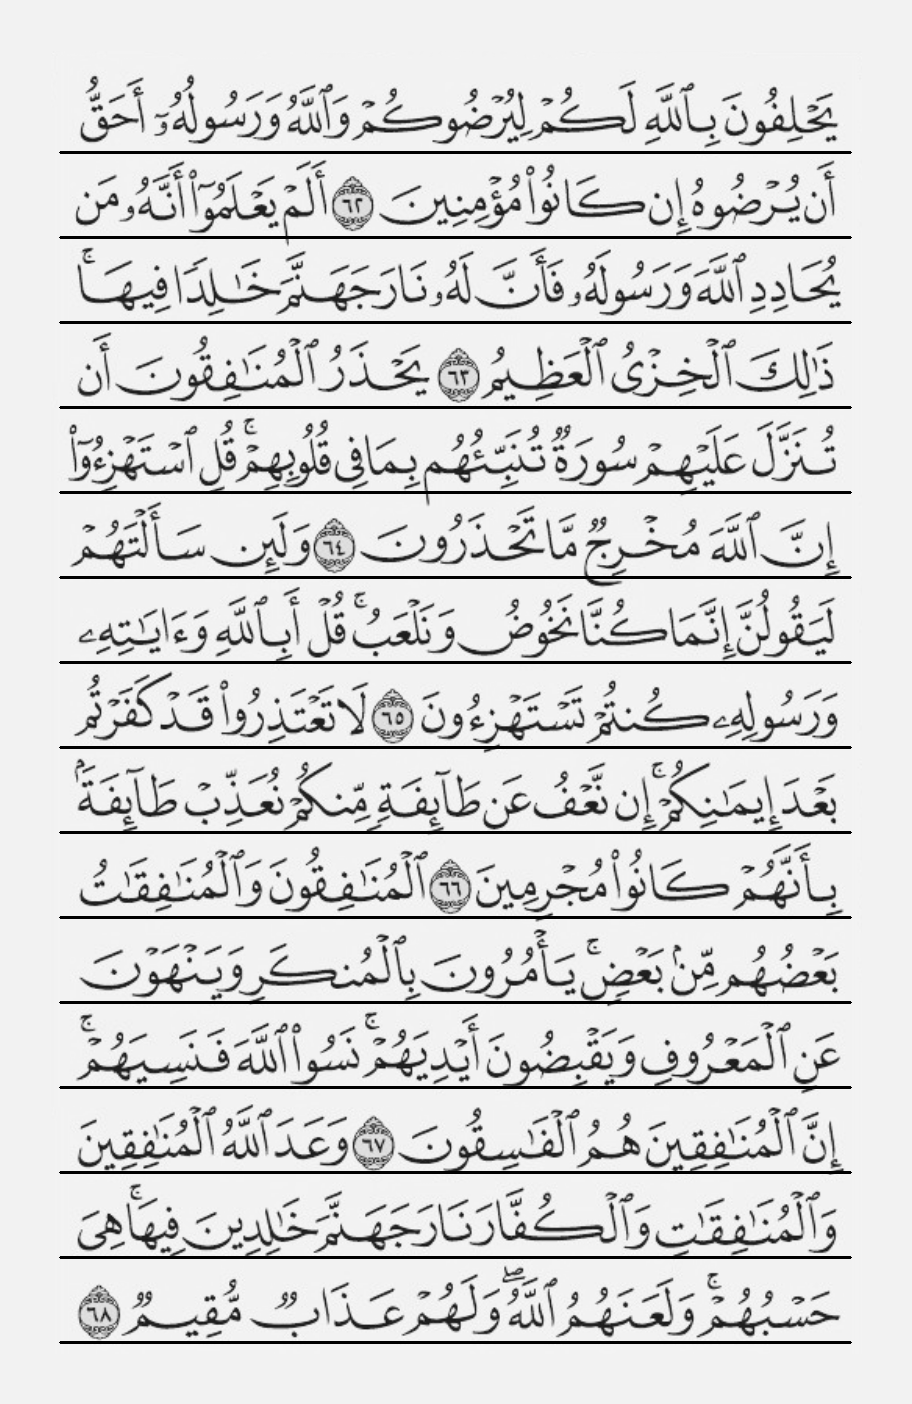 يَحْلِفُونَ بِٱللَّهِ لَكُمْ لِيُرْضُوكُمْ وَٱللَّهُ وَرَسُولُهُۥٓ أَحَقُّ
أَن يُرْضُوهُ إِن كَانُوا۟ مُؤْمِنِينَ ٦٢ أَلَمْ يَعْلَمُوٓا۟ أَنَّهُۥ مَن
يُحَادِدِ ٱللَّهَ وَرَسُولَهُۥ فَأَنَّ لَهُۥ نَارَ جَهَنَّمَ خَٰلِدًا فِيهَا ۚ
ذَٰلِكَ ٱلْخِزْىُ ٱلْعَظِيمُ ٦٣ يَحْذَرُ ٱلْمُنَٰفِقُونَ أَن
تُنَزَّلَ عَلَيْهِمْ سُورَةٌ تُنَبِّئُهُم بِمَا فِى قُلُوبِهِمْ ۚ قُلِ ٱسْتَهْزِءُوٓا۟
إِنَّ ٱللَّهَ مُخْرِجٌ مَّا تَحْذَرُونَ ٦٤ وَلَئِن سَأَلْتَهُمْ
لَيَقُولُنَّ إِنَّمَا كُنَّا نَخُوضُ وَنَلْعَبُ ۚ قُلْ أَبِٱللَّهِ وَءَايَٰتِهِۦ
وَرَسُولِهِۦ كُنتُمْ تَسْتَهْزِءُونَ ٦٥ لَا تَعْتَذِرُوا۟ قَدْ كَفَرْتُم
بَعْدَ إِيمَٰنِكُمْ ۚ إِن نَّعْفُ عَن طَآئِفَةٍ مِّنكُمْ نُعَذِّبْ طَآئِفَةًۢ
بِأَنَّهُمْ كَانُوا۟ مُجْرِمِينَ ٦٦ ٱلْمُنَٰفِقُونَ وَٱلْمُنَٰفِقَٰتُ
بَعْضُهُم مِّنۢ بَعْضٍ ۚ يَأْمُرُونَ بِٱلْمُنكَرِ وَيَنْهَوْنَ
عَنِ ٱلْمَعْرُوفِ وَيَقْبِضُونَ أَيْدِيَهُمْ ۚ نَسُوا۟ ٱللَّهَ فَنَسِيَهُمْ ۚ
إِنَّ ٱلْمُنَٰفِقِينَ هُمُ ٱلْفَٰسِقُونَ ٦٧ وَعَدَ ٱللَّهُ ٱلْمُنَٰفِقِينَ
وَٱلْمُنَٰفِقَٰتِ وَٱلْكُفَّارَ نَارَ جَهَنَّمَ خَٰلِدِينَ فِيهَا ۚ هِىَ
حَسْبُهُمْ ۚ وَلَعَنَهُمُ ٱللَّهُ ۖ وَلَهُمْ عَذَابٌ مُّقِيمٌ ٦٨